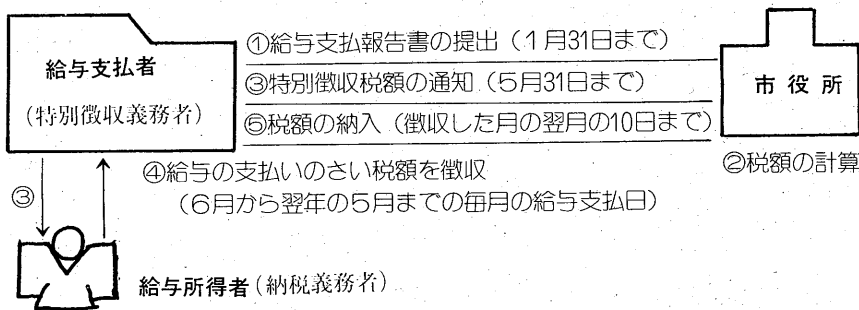 ①給与支払報告書の提出(1月31日まで)
給与支払者
(特別徴収義務者)
③特別徴収税額の通知(5月31日まで)
市役所
⑤税額の納入(徴収した月の翌月の10日まで)
②税額の計算
④給与の支払いのさい税額を徴収
(6月から翌年の5月までの毎月の給与支払日)
③
給与所得者(納税義務者)